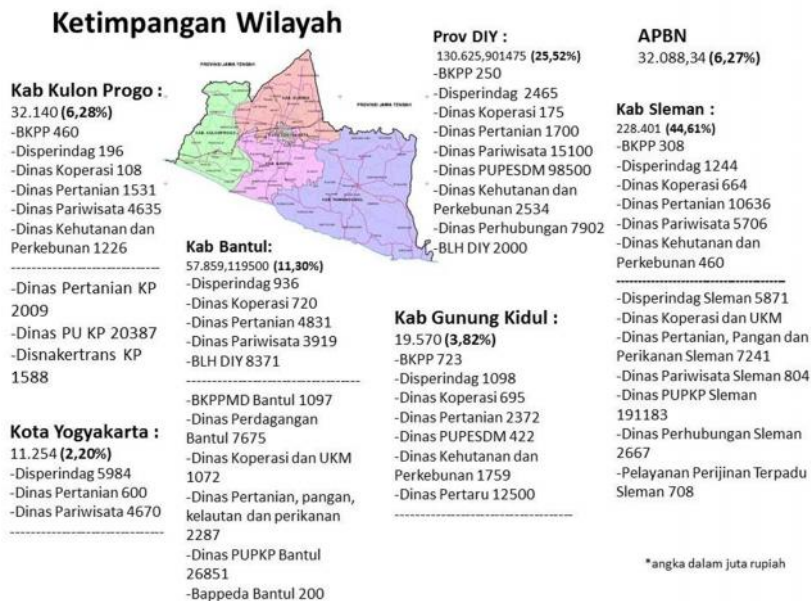 Ketimpangan Wilayah
PROVINSI JAWA TENGAH
PROVINSI JAWA TENGAH
Kab Kulon Progo :
32.140 (6,28%)
-BKPP 460
-Disperindag 196
-Dinas Koperasi 108
-Dinas Pertanian 1531
-Dinas Pariwisata 4635
-Dinas Kehutanan dan
Perkebunan 1226
-----------------------------
-Dinas Pertanian KP
2009
-Dinas PU KP 20387
-Disnakertrans KP
1588
Kota Yogyakarta :
11.254 (2,20%)
-Disperindag 5984
-Dinas Pertanian 600
-Dinas Pariwisata 4670
------------------------------
Kab Bantul:
57.859,119500 (11,30%)
-Disperindag 936
-Dinas Koperasi 720
-Dinas Pertanian 4831
-Dinas Pariwisata 3919
-BLH DIY 8371
----------------------------------
-BKPPMD Bantul 1097
-Dinas Perdagangan
Bantul 7675
-Dinas Koperasi dan UKM
1072
-Dinas Pertanian, pangan,
kelautan dan perikanan
2287
-Dinas PUPKP Bantul
26851
-Bappeda Bantul 200
Prov DIY :
130.625,901475 (25,52%)
-BKPP 250
-Disperindag 2465
-Dinas Koperasi 175
-Dinas Pertanian 1700
-Dinas Pariwisata 15100
-Dinas PUPESDM 98500
-Dinas Kehutanan dan
Perkebunan 2534
-Dinas Perhubungan 7902
-BLH DIY 2000
Kab Gunung Kidul :
19.570 (3,82%)
-BKPP 723
-Disperindag 1098
-Dinas Koperasi 695
-Dinas Pertanian 2372
-Dinas PUPESDM 422
-Dinas Kehutanan dan
Perkebunan 1759
-Dinas Pertaru 12500
-----------------------------------
APBN
32.088,34 (6,27%)
Kab Sleman :
228.401 (44,61%)
-BKPP 308
-Disperindag 1244
-Dinas Koperasi 664
-Dinas Pertanian 10636
-Dinas Pariwisata 5706
-Dinas Kehutanan dan
Perkebunan 460
---------------------------------------
-Disperindag Sleman 5871
-Dinas Koperasi dan UKM
-Dinas Pertanian, Pangan dan
Perikanan Sleman 7241
-Dinas Pariwisata Sleman 804
-Dinas PUPKP Sleman
191183
-Dinas Perhubungan Sleman
2667
-Pelayanan Perijinan Terpadu
Sleman 708
*angka dalam juta rupiah